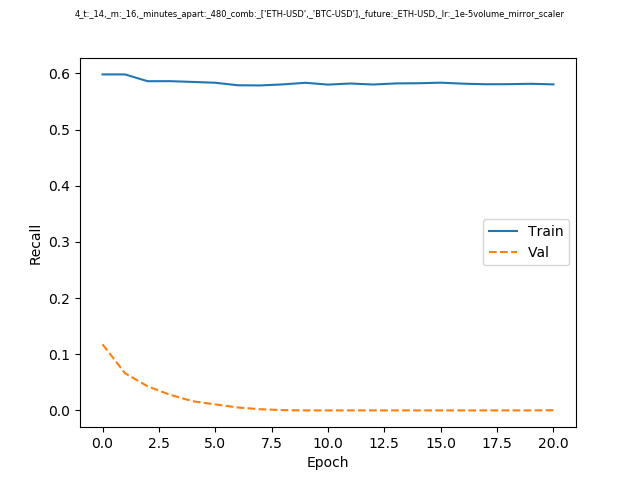 4_t:_14,_m:_16,_minutes_apart:_480_comb:_['ETH-USD',_'BTC-USD'],_future:_ETH-USD,_lr:_1e-5volume_mirror_scaler
0.6
0.5
0.4
0.3
0.2
0.1
0.0
Recall
Train
Val
0.0 2.5 5.0 7.5 10.0 12.5 15.0 17.5 20.0
Epoch